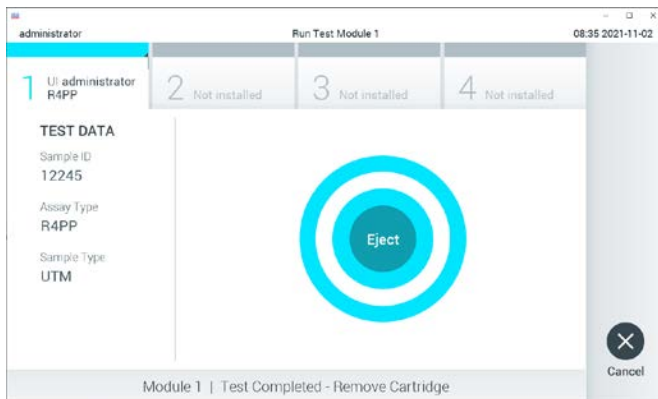 administrator Run Test Module 1 08:35 2021-11-02
1 UI administrator
R4PP
2 Not installed
3 Not installed
4 Not installed
TEST DATA
Sample ID
12245
Assay Type
R4PP
Sample Type
UTM
Eject
Cancel
Module 1 | Test Completed - Remove Cartridge